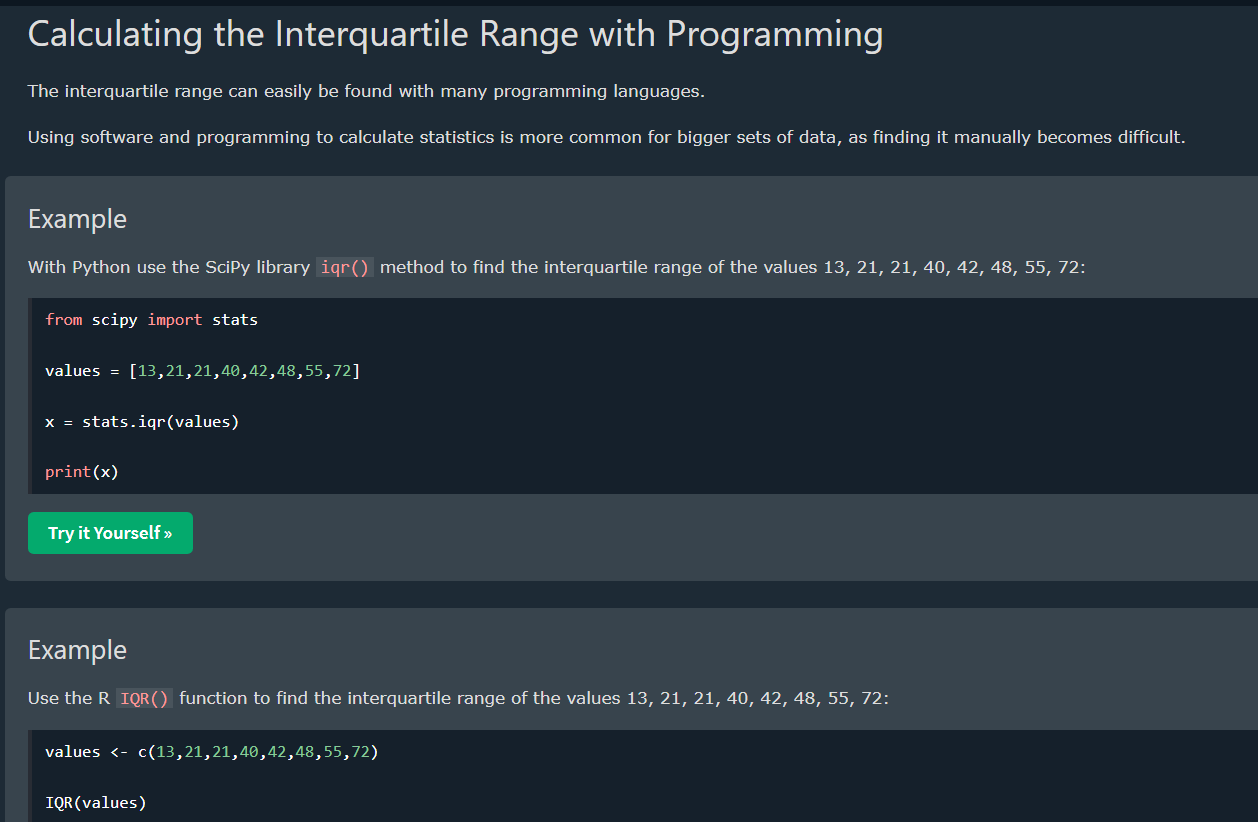 Calculating the Interquartile Range with Programming
The interquartile range can easily be found with many programming languages.
Using software and programming to calculate statistics is more common for bigger sets of data, as finding it manually becomes difficult.
Example
With Python use the SciPy library iqr() method to find the interquartile range of the values 13, 21, 21, 40, 42, 48, 55, 72:
from scipy import stats
values = [13,21,21,40,42,48,55,72]
x = stats.iqr(values)
print(x)
Try it Yourself »
Example
Use the R IQR() function to find the interquartile range of the values 13, 21, 21, 40, 42, 48, 55, 72:
values <- c(13,21,21,40,42,48,55,72)
IQR(values)